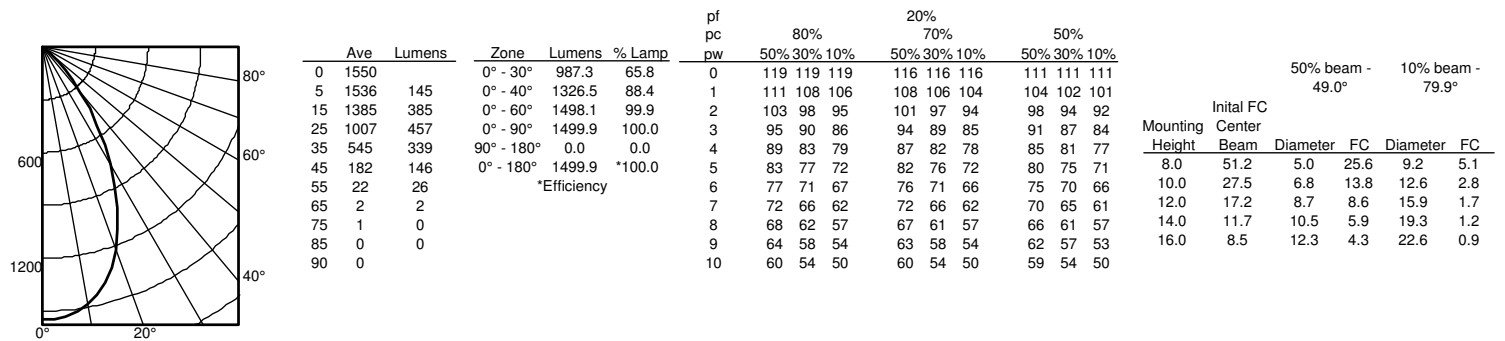 600
1200
0°
20°
40°
60°
80°
Ave Lumens
0 1550
5 1536 145
15 1385 385
25 1007 457
35 545 339
45 182 146
55 22 26
65 2 2
75 1 0
85 0 0
90 0
Zone Lumens % Lamp
0° - 30° 987.3 65.8
0° - 40° 1326.5 88.4
0° - 60° 1498.1 99.9
0° - 90° 1499.9 100.0
90° - 180° 0.0 0.0
0° - 180° 1499.9 *100.0
*Efficiency
pf 20%
pc 80% 70% 50%
pw 50% 30% 10% 50% 30% 10% 50% 30% 10%
0 119 119 119 116 116 116 111 111 111
1 111 108 106 108 106 104 104 102 101
2 103 98 95 101 97 94 98 94 92
3 95 90 86 94 89 85 91 87 84
4 89 83 79 87 82 78 85 81 77
5 83 77 72 82 76 72 80 75 71
6 77 71 67 76 71 66 75 70 66
7 72 66 62 72 66 62 70 65 61
8 68 62 57 67 61 57 66 61 57
9 64 58 54 63 58 54 62 57 53
10 60 54 50 60 54 50 59 54 50
50% beam - 10% beam -
49.0° 79.9°
Inital FC
Mounting Center
Height Beam Diameter FC Diameter FC
8.0 51.2 5.0 25.6 9.2 5.1
10.0 27.5 6.8 13.8 12.6 2.8
12.0 17.2 8.7 8.6 15.9 1.7
14.0 11.7 10.5 5.9 19.3 1.2
16.0 8.5 12.3 4.3 22.6 0.9